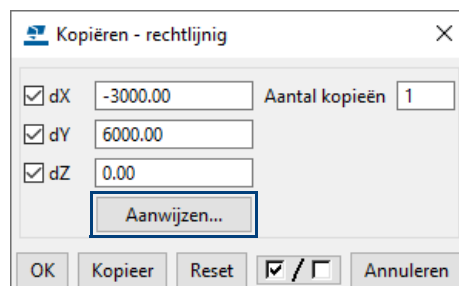 Kopiëren - rechtlijnig
dX -3000.00 Aantal kopieën 1
dY 6000.00
dZ 0.00
Aanwijzen...
OK Kopieer Reset / Annuleren